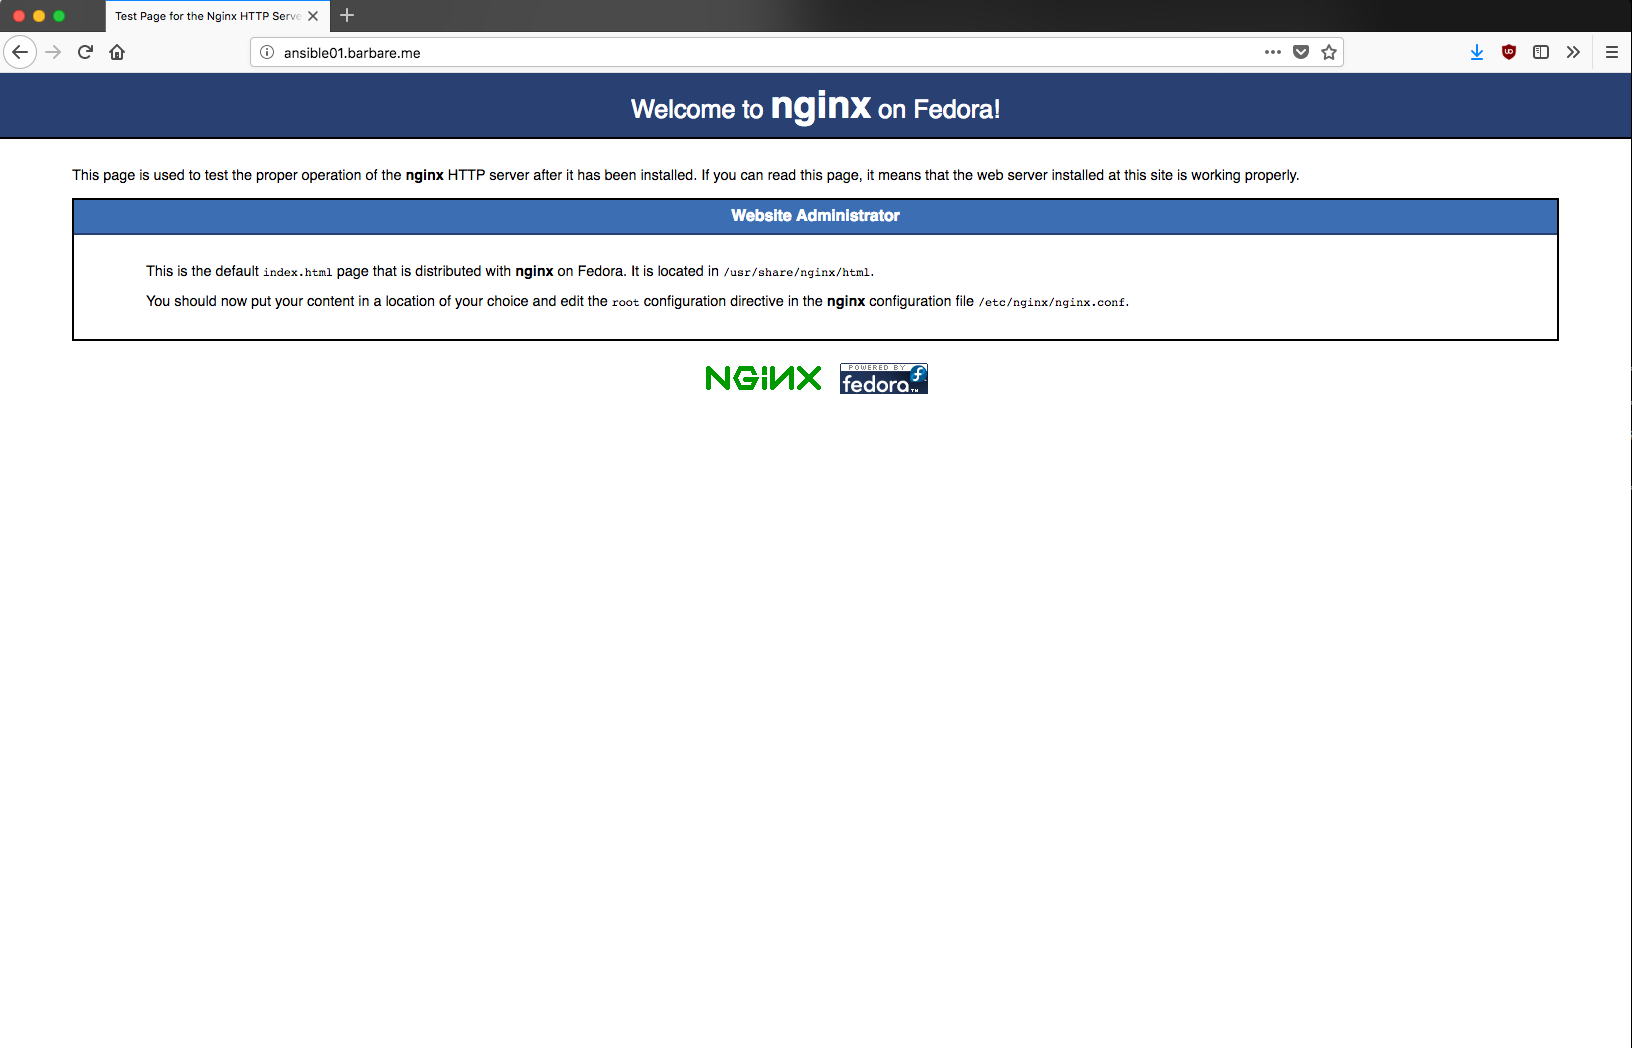 Test Page for the Nginx HTTP Serve
ansible01.barbare.me
Welcome to nginx on Fedora!
This page is used to test the proper operation of the nginx HTTP server after it has been installed. If you can read this page, it means that the web server installed at this site is working properly.
Website Administrator
This is the default index.html page that is distributed with nginx on Fedora. It is located in /usr/share/nginx/html.
You should now put your content in a location of your choice and edit the root configuration directive in the nginx configuration file /etc/nginx/nginx.conf.
NGiNX
POWERED BY
fedora™